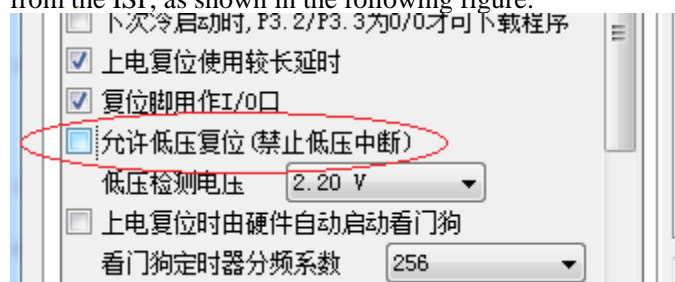 from the ISP, as shown in the following figure.
下次冷启动时, P3.2/P3.3为0/0才可下载程序
上电复位使用较长延时
复位脚用作I/O口
允许低压复位(禁止低压中断)
低压检测电压 2.20 V
上电复位时由硬件自动启动看门狗
看门狗定时器分频系数 256